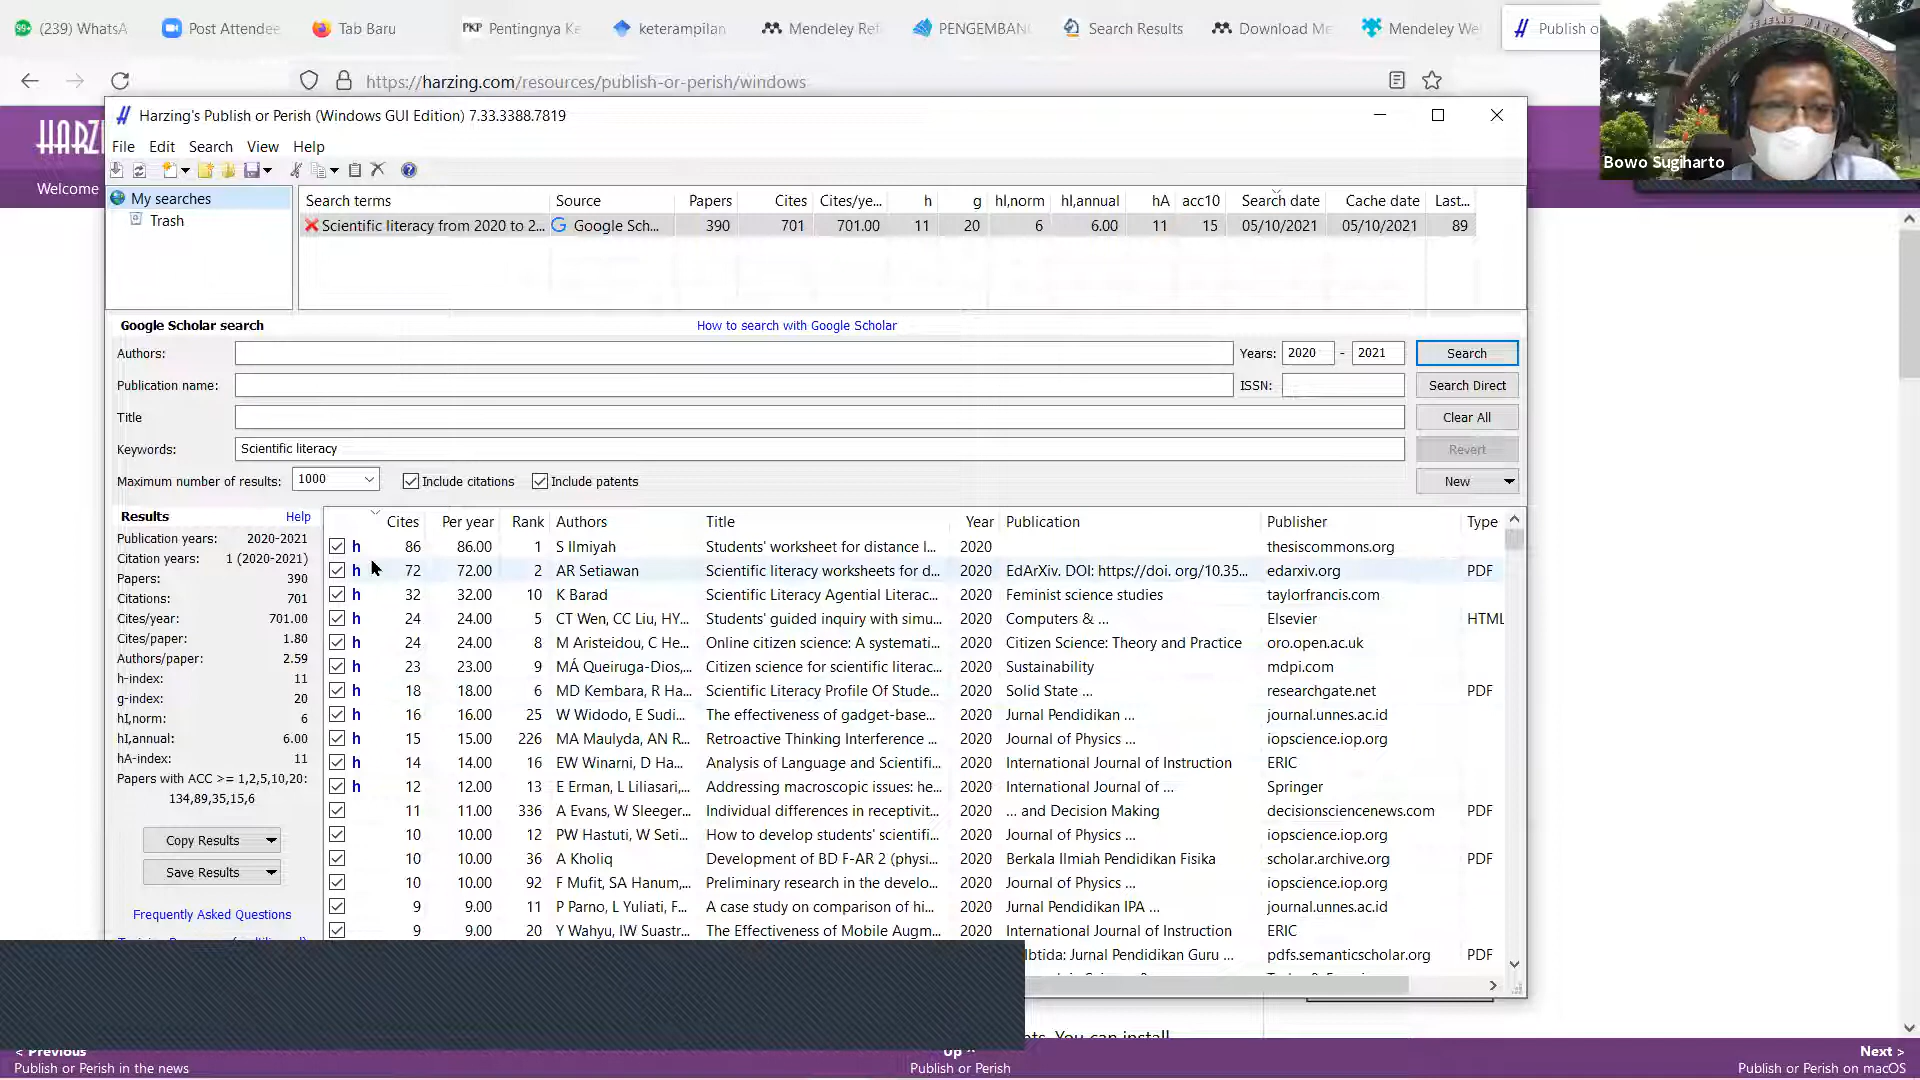 (239) WhatsA
Post Attendee
Tab Baru
PKP Pentingnya Ke
keterampilan
Mendeley Ref
PENGEMBAN
Search Results
Download Me
Mendeley We
Publish o
https://harzing.com/resources/publish-or-perish/windows
HARZ
Welcome
Bowo Sugiharto
Harzing's Publish or Perish (Windows GUI Edition) 7.33.3388.7819
File Edit Search View Help
My searches
Trash
Search terms Source Papers Cites Cites/ye... h g hI,norm hI,annual hA acc10 Search date Cache date Last...
Scientific literacy from 2020 to 2... Google Sch... 390 701 701.00 11 20 6 6.00 11 15 05/10/2021 05/10/2021 89
Google Scholar search How to search with Google Scholar
Authors: Years: 2020 - 2021 Search
Publication name: ISSN: Search Direct
Title Clear All
Keywords: Scientific literacy Revert
Maximum number of results: 1000 Include citations Include patents New
Results Help
Publication years: 2020-2021
Citation years: 1 (2020-2021)
Papers: 390
Citations: 701
Cites/year: 701.00
Cites/paper: 1.80
Authors/paper: 2.59
h-index: 11
g-index: 20
hI,norm: 6
hI,annual: 6.00
hA-index: 11
Papers with ACC >= 1,2,5,10,20:
134,89,35,15,6
Copy Results
Save Results
Frequently Asked Questions
Cites Per year Rank Authors Title Year Publication Publisher Type
h 86 86.00 1 S Ilmiyah Students' worksheet for distance l... 2020 thesiscommons.org
h 72 72.00 2 AR Setiawan Scientific literacy worksheets for d... 2020 EdArXiv. DOI: https://doi. org/10.35... edarxiv.org PDF
h 32 32.00 10 K Barad Scientific Literacy Agential Literac... 2020 Feminist science studies taylorfrancis.com
h 24 24.00 5 CT Wen, CC Liu, HY... Students' guided inquiry with simu... 2020 Computers & ... Elsevier HTML
h 24 24.00 8 M Aristeidou, C He... Online citizen science: A systemati... 2020 Citizen Science: Theory and Practice oro.open.ac.uk
h 23 23.00 9 MÁ Queiruga-Dios,... Citizen science for scientific literac... 2020 Sustainability mdpi.com
h 18 18.00 6 MD Kembara, R Ha... Scientific Literacy Profile Of Stude... 2020 Solid State ... researchgate.net PDF
h 16 16.00 25 W Widodo, E Sudi... The effectiveness of gadget-base... 2020 Jurnal Pendidikan ... journal.unnes.ac.id
h 15 15.00 226 MA Maulyda, AN R... Retroactive Thinking Interference ... 2020 Journal of Physics ... iopscience.iop.org
h 14 14.00 16 EW Winarni, D Ha... Analysis of Language and Scientifi... 2020 International Journal of Instruction ERIC
h 12 12.00 13 E Erman, L Liliasari,... Addressing macroscopic issues: he... 2020 International Journal of ... Springer
11 11.00 336 A Evans, W Sleeger... Individual differences in receptivit... 2020 ... and Decision Making decisionsciencenews.com PDF
10 10.00 12 PW Hastuti, W Seti... How to develop students' scientifi... 2020 Journal of Physics ... iopscience.iop.org
10 10.00 36 A Kholiq Development of BD F-AR 2 (physi... 2020 Berkala Ilmiah Pendidikan Fisika scholar.archive.org PDF
10 10.00 92 F Mufit, SA Hanum,... Preliminary research in the develo... 2020 Journal of Physics ... iopscience.iop.org
9 9.00 11 P Parno, L Yuliati, F... A case study on comparison of hi... 2020 Jurnal Pendidikan IPA ... journal.unnes.ac.id
9 9.00 20 Y Wahyu, IW Suastr... The Effectiveness of Mobile Augm... 2020 International Journal of Instruction ERIC
Ibtida: Jurnal Pendidikan Guru ... pdfs.semanticscholar.org PDF
You can install
< Previous Up ^ Next >
Publish or Perish in the news Publish or Perish Publish or Perish on macOS